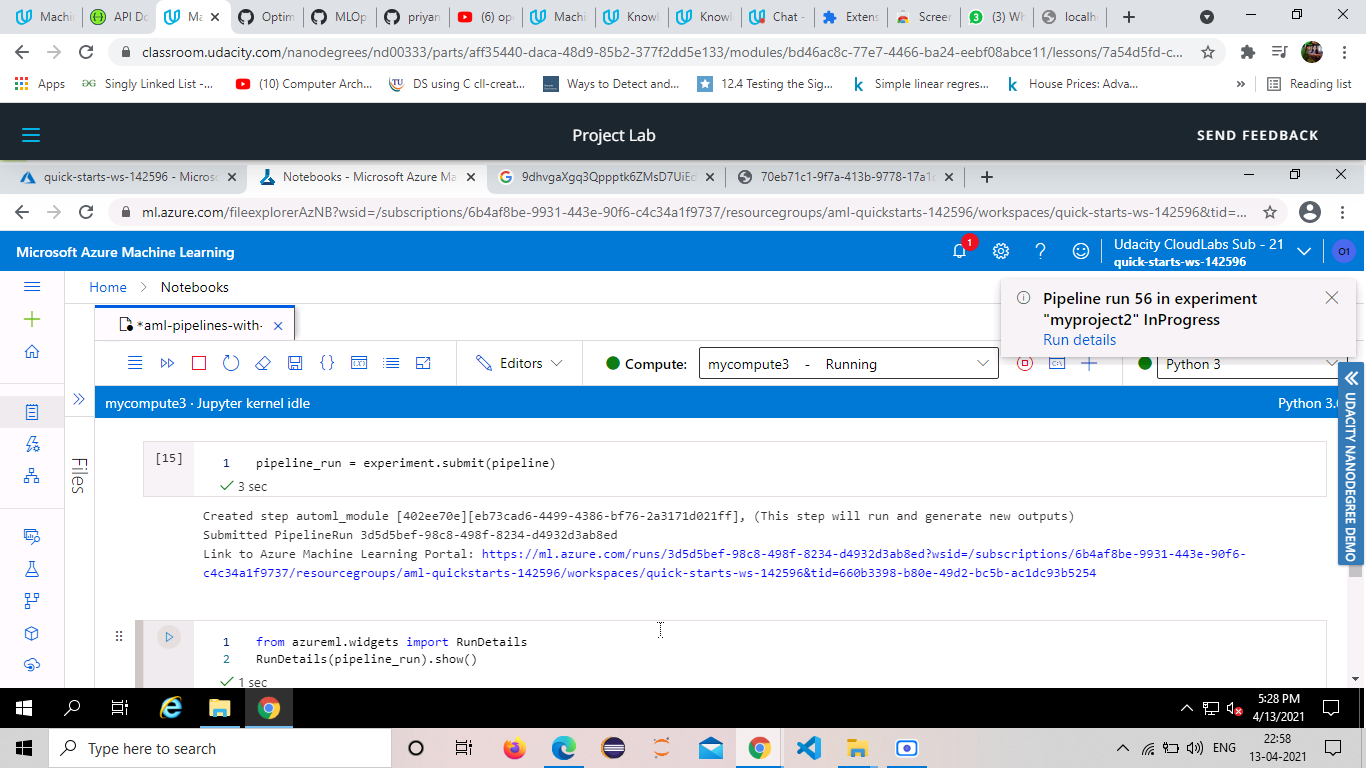 Machin
API Do
Ma
Optim
MLOp
priyan
(6) op
Machi
Knowl
Knowl
Chat -
Extens
Screer
(3) Wh
localh
classroom.udacity.com/nanodegrees/nd00333/parts/aff35440-daca-48d9-85b2-377f2dd5e133/modules/bd46ac8c-77e7-4466-ba24-eebf08abce11/lessons/7a54d5fd-c...
Apps
Singly Linked List -...
(10) Computer Arch...
DS using C cll-creat...
Ways to Detect and...
12.4 Testing the Sig...
Simple linear regres...
House Prices: Adva...
»
Reading list
Project Lab
SEND FEEDBACK
quick-starts-ws-142596 - Micros
Notebooks - Microsoft Azure Ma
9dhvgaXgq3Qppptk6ZMsD7UiEd
70eb71c1-9f7a-413b-9778-17a1
ml.azure.com/fileexplorerAzNB?wsid=/subscriptions/6b4af8be-9931-443e-90f6-c4c34a1f9737/resourcegroups/aml-quickstarts-142596/workspaces/quick-starts-ws-142596&tid=...
Microsoft Azure Machine Learning
1
Udacity CloudLabs Sub - 21
quick-starts-ws-142596
O1
Home > Notebooks
Pipeline run 56 in experiment
"myproject2" InProgress
Run details
*aml-pipelines-with-
Editors
Compute:
mycompute3 - Running
Python 3
mycompute3 · Jupyter kernel idle
Python 3.
Files
UDACITY NANODEGREE DEMO
[15]
1 pipeline_run = experiment.submit(pipeline)
3 sec
Created step automl_module [402ee70e][eb73cad6-4499-4386-bf76-2a3171d021ff], (This step will run and generate new outputs)
Submitted PipelineRun 3d5d5bef-98c8-498f-8234-d4932d3ab8ed
Link to Azure Machine Learning Portal: https://ml.azure.com/runs/3d5d5bef-98c8-498f-8234-d4932d3ab8ed?wsid=/subscriptions/6b4af8be-9931-443e-90f6-
c4c34a1f9737/resourcegroups/aml-quickstarts-142596/workspaces/quick-starts-ws-142596&tid=660b3398-b80e-49d2-bc5b-ac1dc93b5254
1 from azureml.widgets import RunDetails
2 RunDetails(pipeline_run).show()
1 sec
5:28 PM
4/13/2021
Type here to search
ENG
22:58
13-04-2021